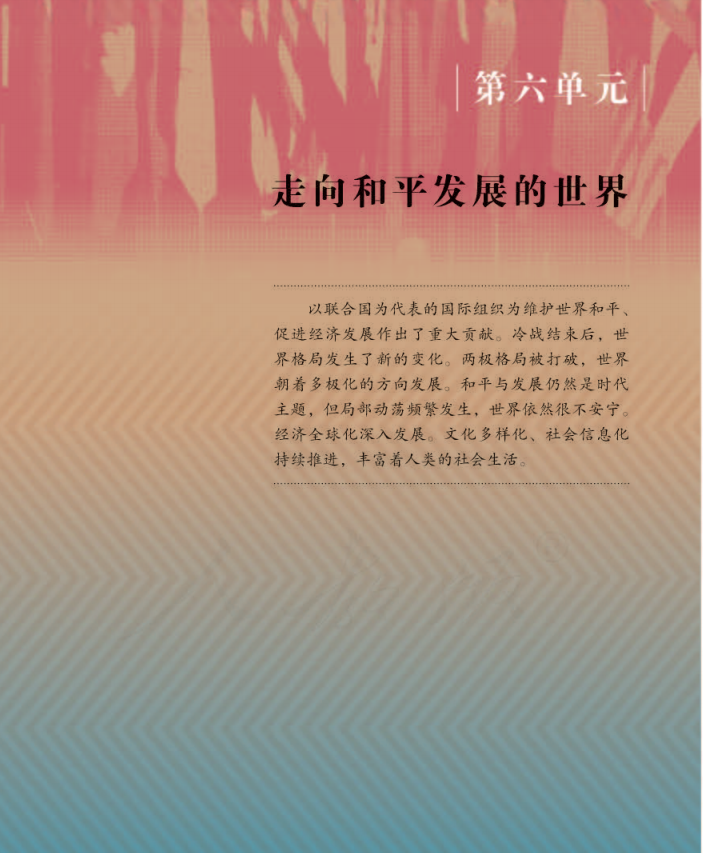 第六单元
走向和平发展的世界
以联合国为代表的国际组织为维护世界和平、
促进经济发展作出了重大贡献。冷战结束后，世
界格局发生了新的变化。两极格局被打破，世界
朝着多极化的方向发展。和平与发展仍然是时代
主题，但局部动荡频繁发生，世界依然很不安宁。
经济全球化深入发展。文化多样化、社会信息化
持续推进，丰富着人类的社会生活。